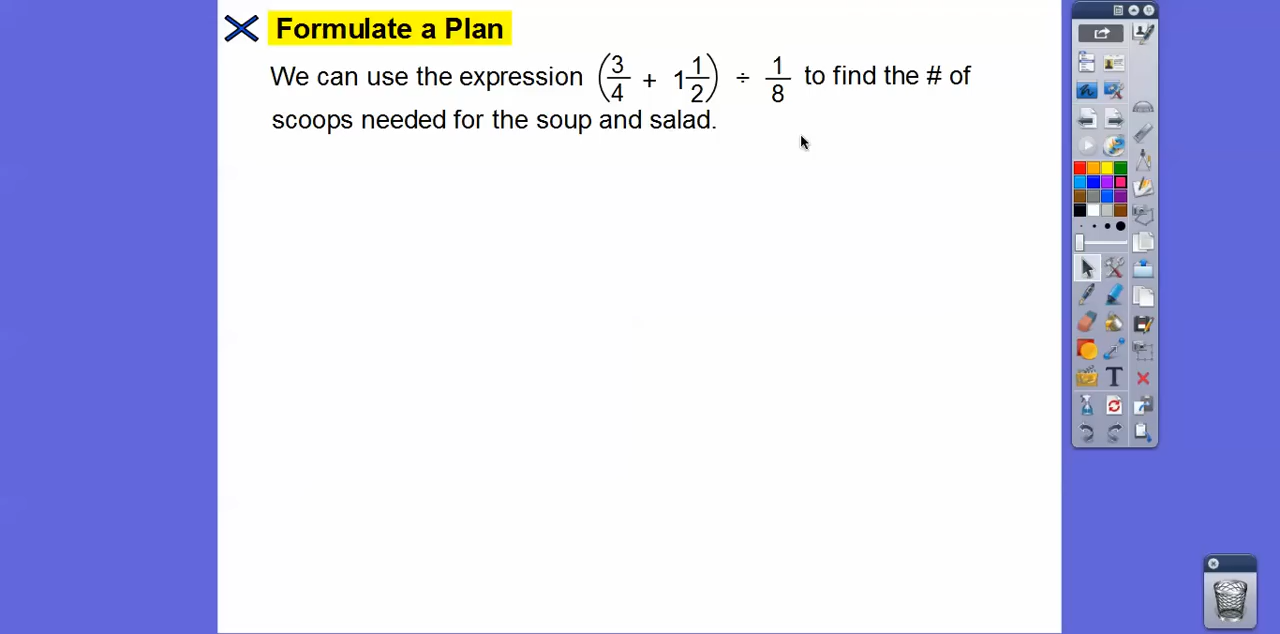 Formulate a Plan
We can use the expression (3/4 + 1 1/2) ÷ 1/8 to find the # of
scoops needed for the soup and salad.
T